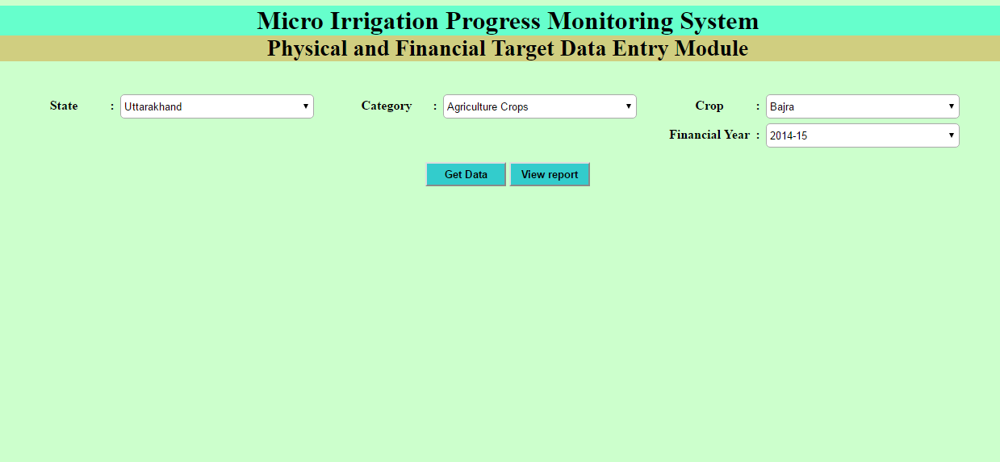 Micro Irrigation Progress Monitoring System
Physical and Financial Target Data Entry Module
State : Uttarakhand Category : Agriculture Crops Crop : Bajra
Financial Year : 2014-15
Get Data View report